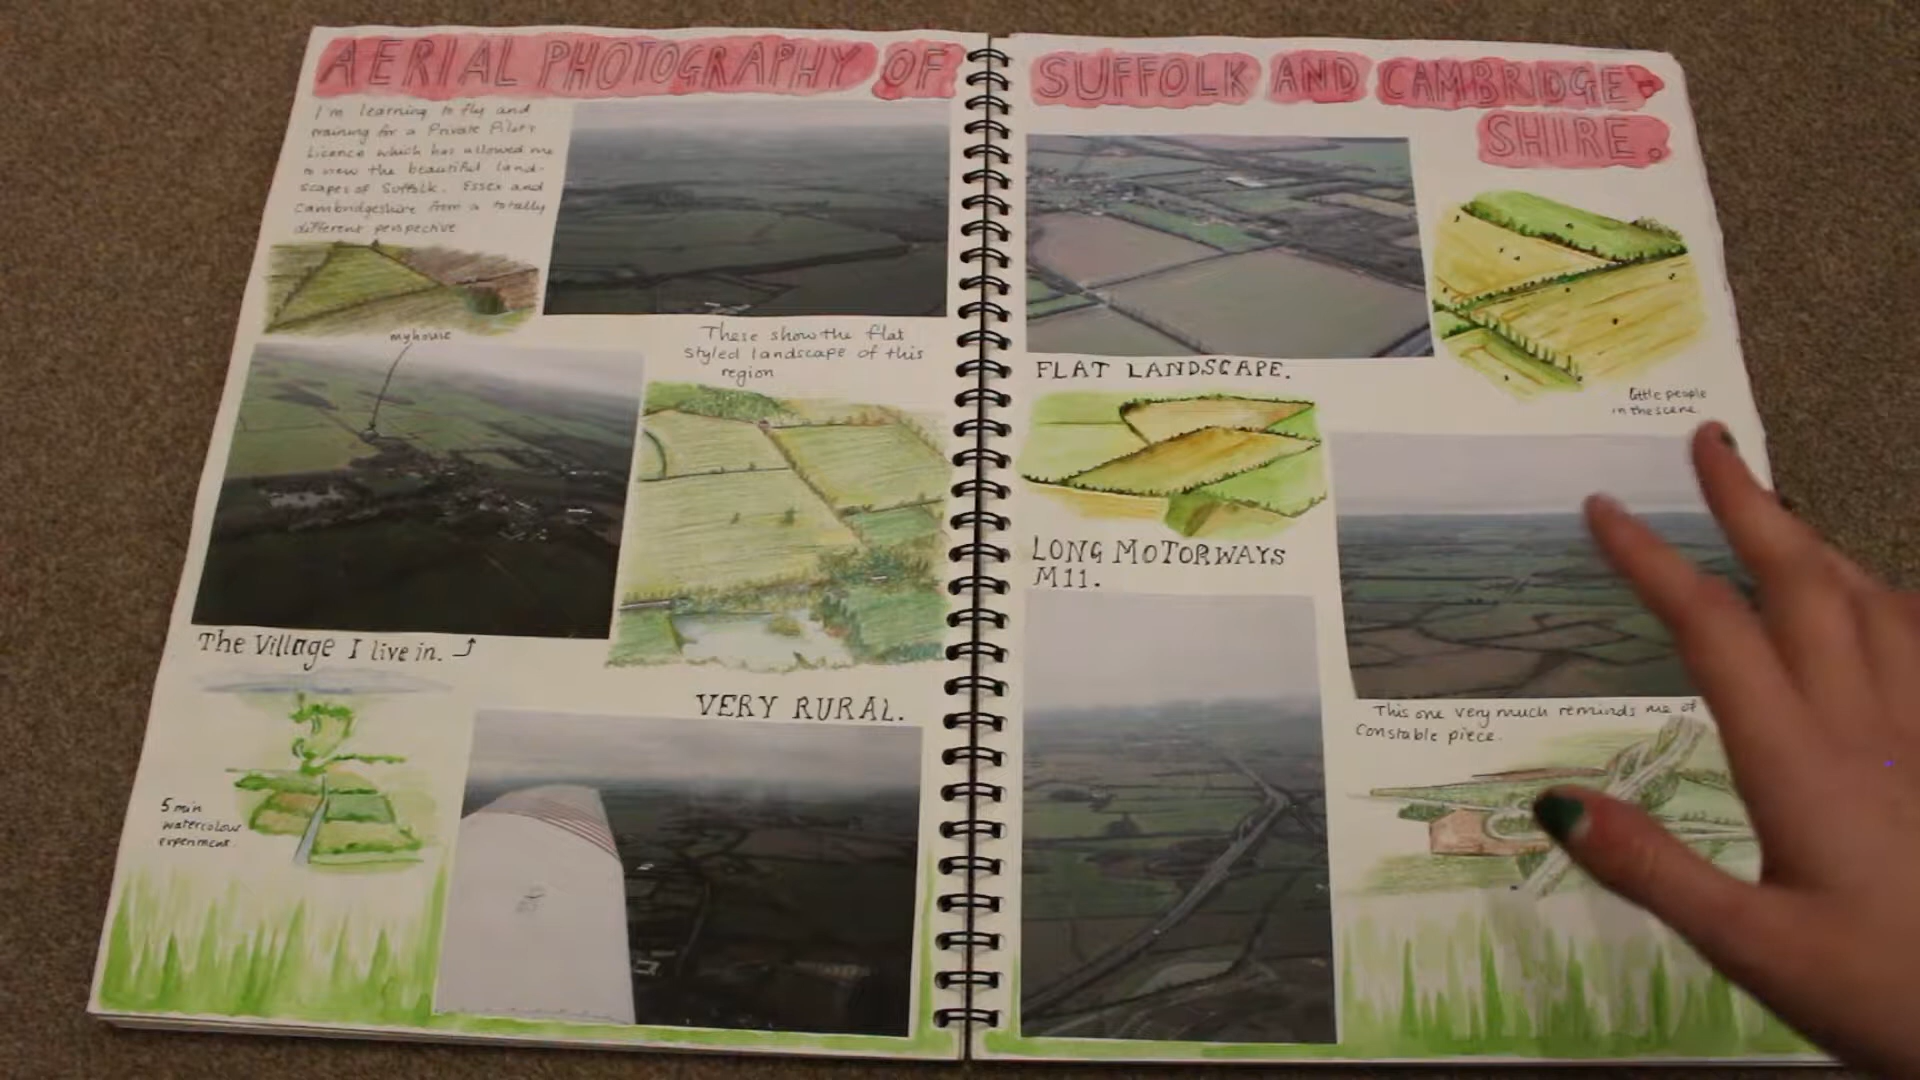 AERIAL PHOTOGRAPHY OF SUFFOLK AND CAMBRIDGE
SHIRE.
I'm learning to fly and
training for a Private Pilot's
Licence which has allowed me
to view the beautiful land-
scapes of Suffolk, Essex and
Cambridgeshire from a totally
different perspective
my house
These show the flat
styled landscape of this
region
The Village I live in.
VERY RURAL.
5 min
watercolour
experiment.
FLAT LANDSCAPE.
little people
in the scene.
LONG MOTORWAYS
M11.
This one very much reminds me of
Constable piece.